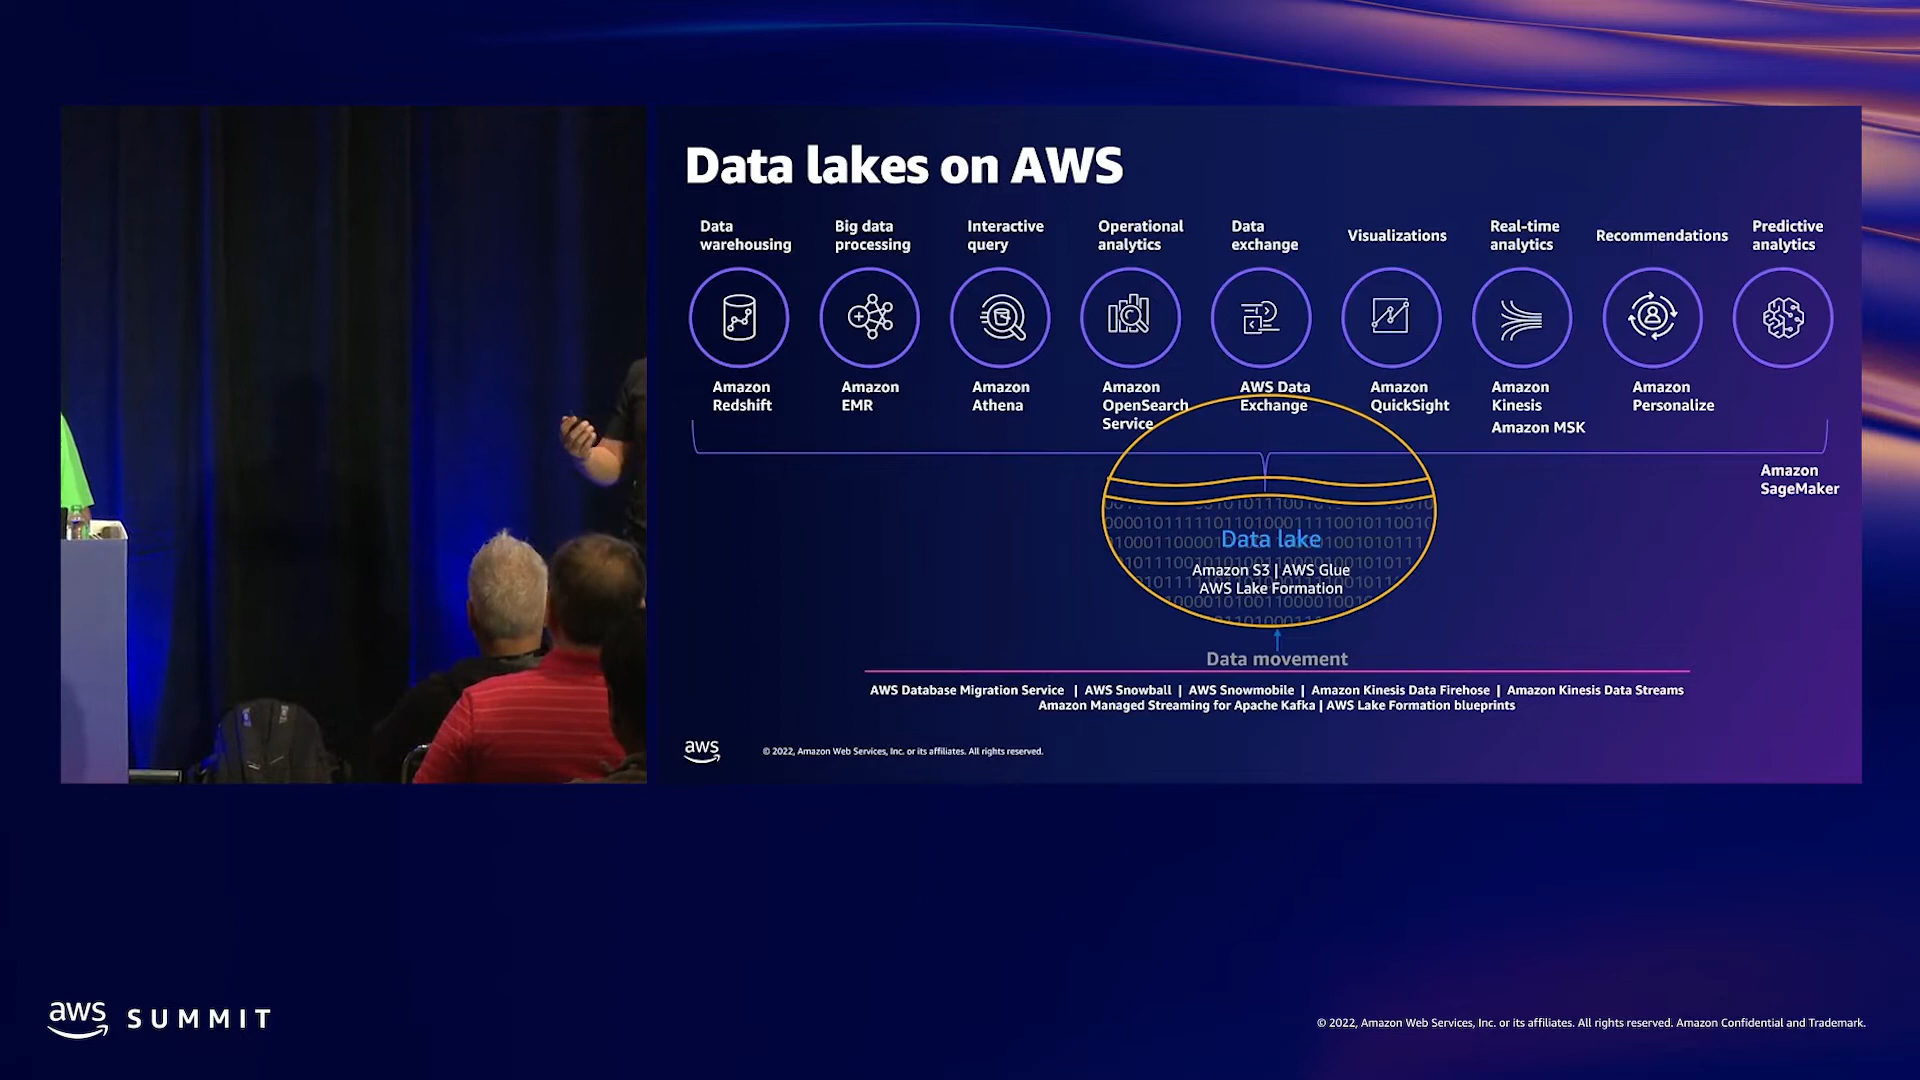 Data lakes on AWS
Data
warehousing
Big data
processing
Interactive
query
Operational
analytics
Data
exchange
Visualizations
Real-time
analytics
Recommendations
Predictive
analytics
Amazon
Redshift
Amazon
EMR
Amazon
Athena
Amazon
OpenSearch
Service
AWS Data
Exchange
Amazon
QuickSight
Amazon
Kinesis
Amazon MSK
Amazon
Personalize
Amazon
SageMaker
Data lake
Amazon S3 | AWS Glue
AWS Lake Formation
Data movement
AWS Database Migration Service | AWS Snowball | AWS Snowmobile | Amazon Kinesis Data Firehose | Amazon Kinesis Data Streams
Amazon Managed Streaming for Apache Kafka | AWS Lake Formation blueprints
aws
© 2022, Amazon Web Services, Inc. or its affiliates. All rights reserved.
aws SUMMIT
© 2022, Amazon Web Services, Inc. or its affiliates. All rights reserved. Amazon Confidential and Trademark.